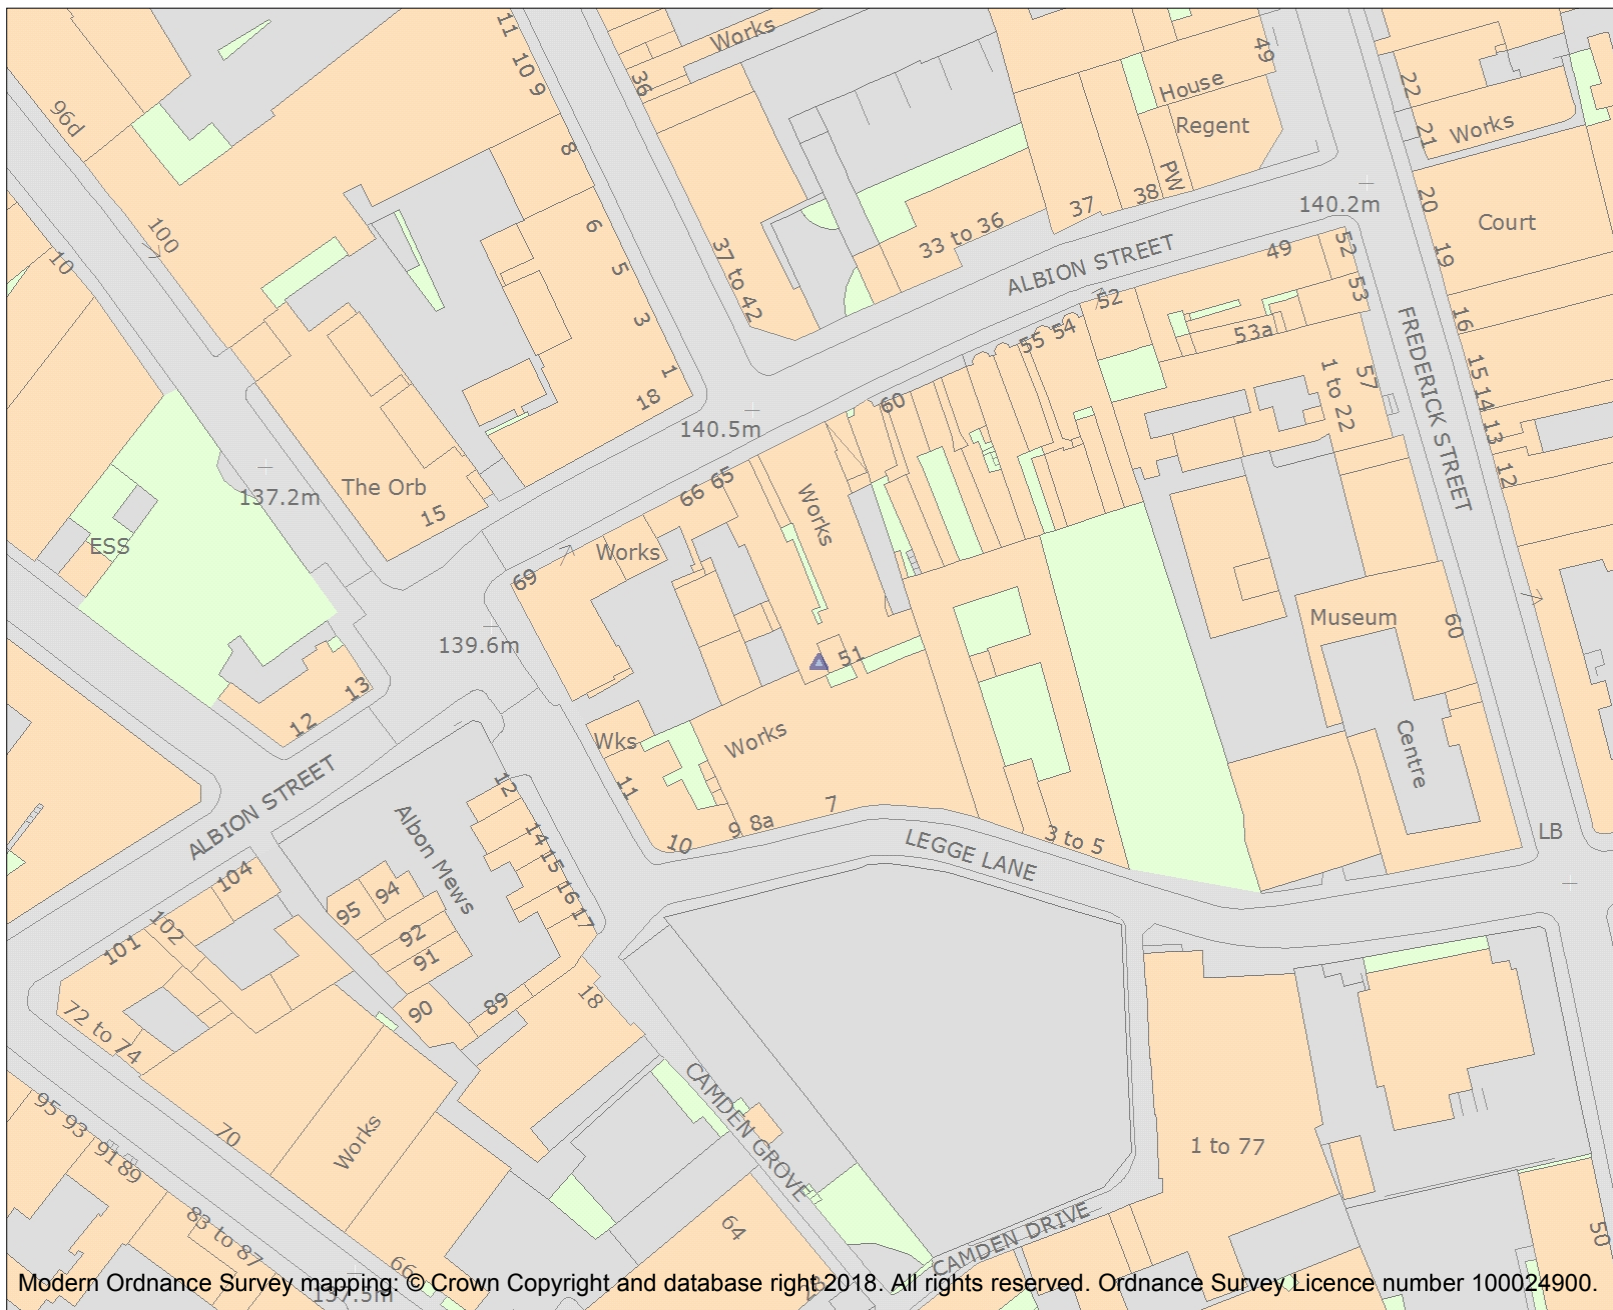 11
10
9
Works
36
49
House
Regent
22
21
Works
96d
8
PW
37
38
140.2m
20
Court
100
10
6
5
3
1
18
37 to 42
33 to 36
ALBION STREET
49
52
53
19
52
55
54
53a
16
FREDERICK STREET
1 to 22
57
15
14
13
12
60
140.5m
137.2m
The Orb
15
66
65
Works
ESS
Works
69
Museum
60
139.6m
51
13
12
Wks
Works
Centre
ALBION STREET
12
11
10
9
8a
7
LEGGE LANE
3 to 5
LB
Albon Mews
14
15
16
17
104
95
94
92
91
102
101
90
89
18
72 to 74
CAMDEN GROVE
95
93
91
89
70
Works
1 to 77
83 to 87
64
CAMDEN DRIVE
50
66
Modern Ordnance Survey mapping: © Crown Copyright and database right 2018. All rights reserved. Ordnance Survey Licence number 100024900.
137.5m